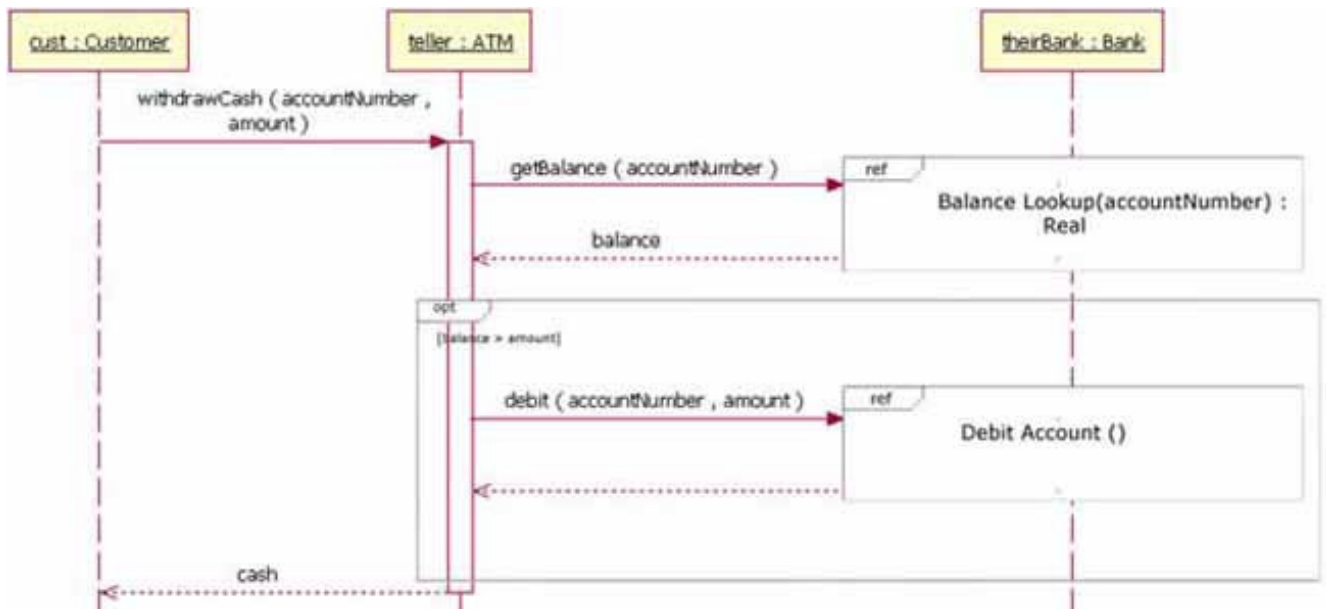 cust : Customer
teller : ATM
theirBank : Bank
withdrawCash ( accountNumber ,
amount )
getBalance ( accountNumber )
ref
Balance Lookup(accountNumber) :
Real
balance
opt
[balance > amount]
debit ( accountNumber , amount )
ref
Debit Account ()
cash